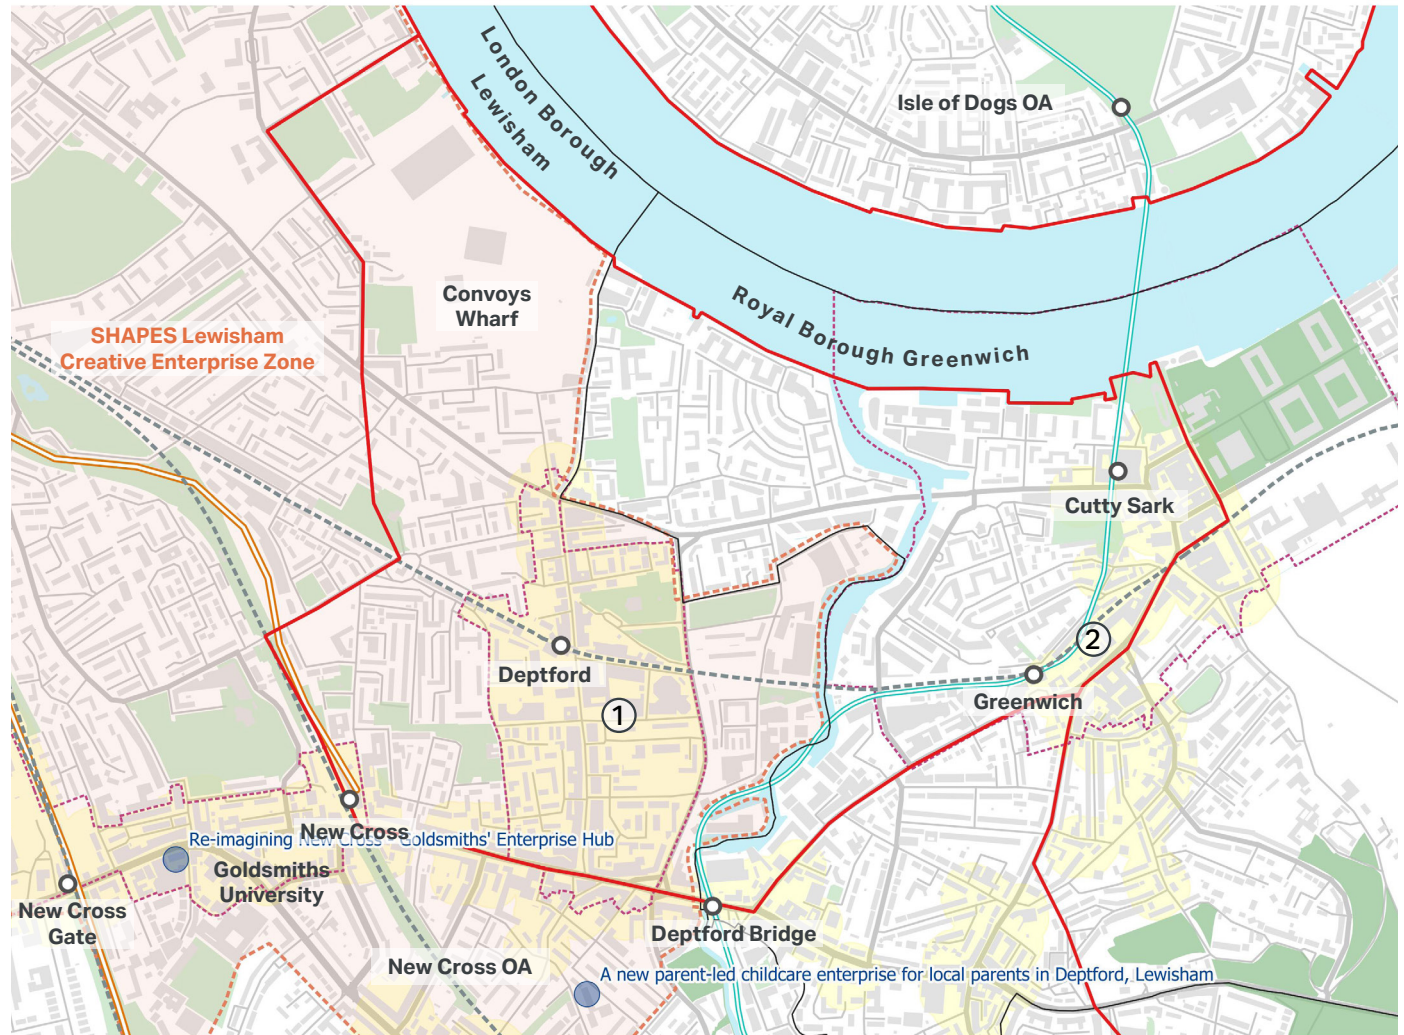 London Borough
Lewisham
Isle of Dogs OA
Convoys
Wharf
Royal Borough Greenwich
SHAPES Lewisham
Creative Enterprise Zone
Cutty Sark
Deptford
1
2
Greenwich
New Cross
Re-imagining New Cross - Goldsmiths' Enterprise Hub
Goldsmiths
University
New Cross
Gate
Deptford Bridge
New Cross OA
A new parent-led childcare enterprise for local parents in Deptford, Lewisham